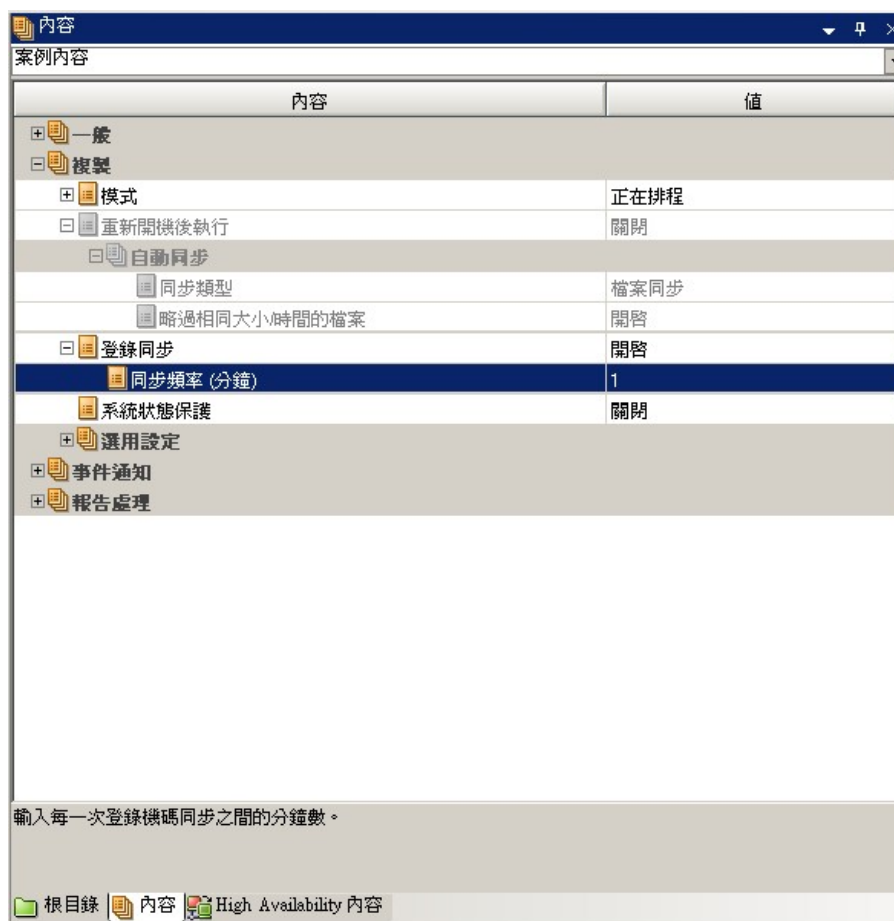 內容
案例內容
內容 值
一般
複製
模式 正在排程
重新開機後執行 關閉
自動同步
同步類型 檔案同步
略過相同大小/時間的檔案 開啓
登錄同步 開啓
同步頻率 (分鐘) 1
系統狀態保護 關閉
選用設定
事件通知
報告處理
輸入每一次登錄機碼同步之間的分鐘數。
根目錄 內容 High Availability 內容